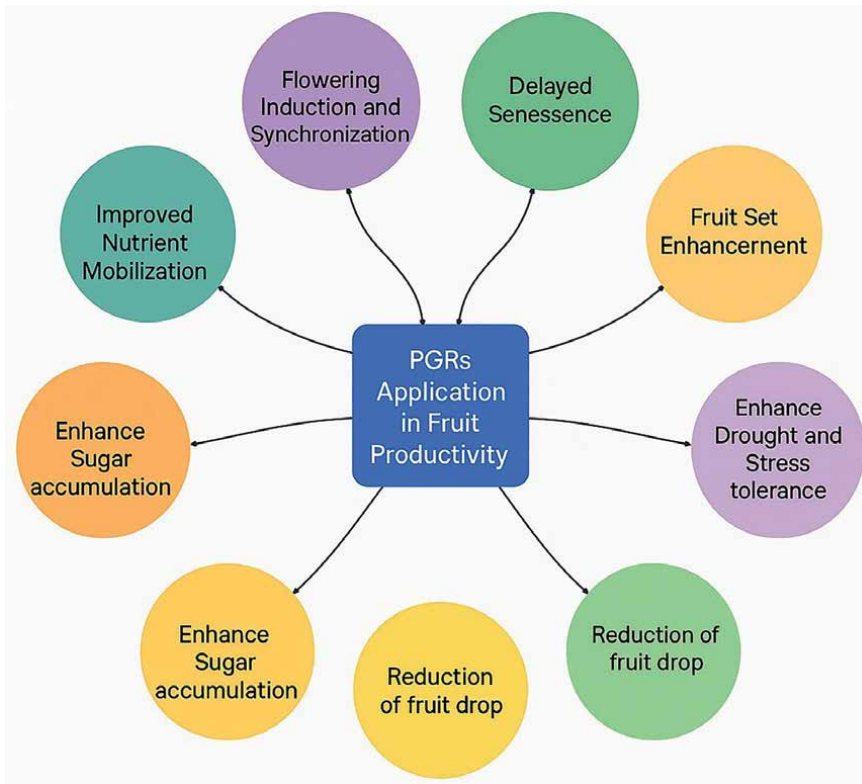 Flowering
Induction and
Synchronization
Delayed
Senessence
Improved
Nutrient
Mobilization
Fruit Set
Enhancernent
PGRs
Application
in Fruit
Productivity
Enhance
Sugar
accumulation
Enhance
Drought and
Stress
tolerance
Enhance
Sugar
accumulation
Reduction
of fruit drop
Reduction of
fruit drop